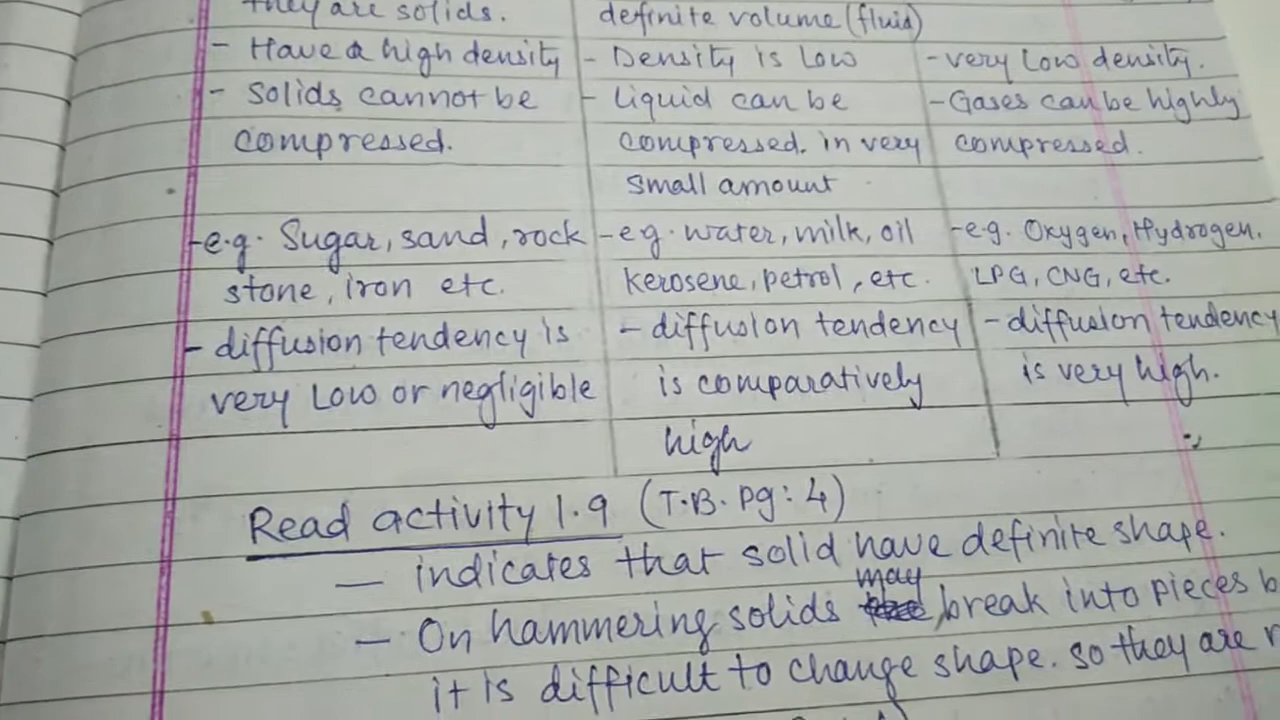 they are solids. definite volume (fluid)
- Have a high density - Density is Low - very Low density.
- solids cannot be - liquid can be - Gases can be highly
compressed. compressed. in very compressed.
small amount
- e.g. Sugar, sand, rock - eg. water, milk, oil - eg. Oxygen, Hydrogen.
stone, iron etc. kerosene, petrol, etc. LPG, CNG, etc.
- diffusion tendency is - diffusion tendency - diffusion tendency
very Low or negligible is comparatively is very high.
high
Read activity 1.9 (T.B. pg: 4)
— indicates that solid have definite shape.
may
— On hammering solids break into pieces b
it is difficult to change shape. so they are r